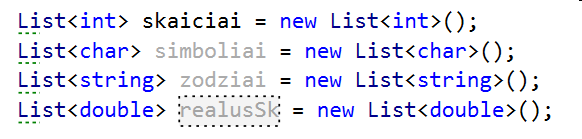 List<int> skaiciai = new List<int>();
List<char> simboliai = new List<char>();
List<string> zodziai = new List<string>();
List<double> realusSk = new List<double>();